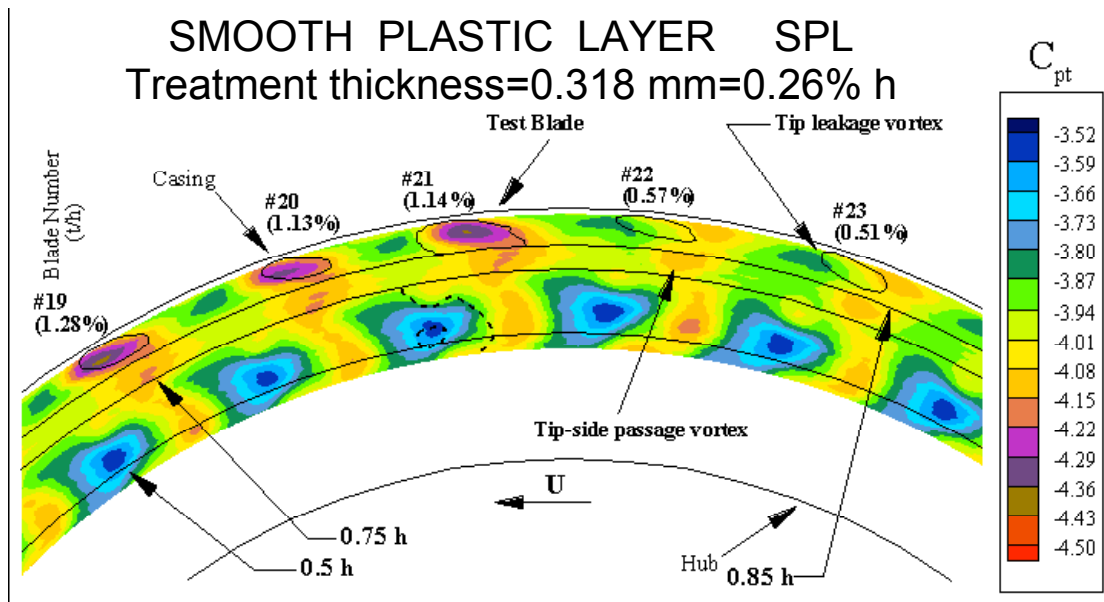 SMOOTH PLASTIC LAYER SPL
Treatment thickness=0.318 mm=0.26% h
Test Blade
Tip leakage vortex
Blade Number
(t/h)
Casing
#19
(1.28%)
#20
(1.13%)
#21
(1.14%)
#22
(0.57%)
#23
(0.51%)
Tip-side passage vortex
U
0.75 h
0.5 h
Hub
0.85 h
Cpt
-3.52
-3.59
-3.66
-3.73
-3.80
-3.87
-3.94
-4.01
-4.08
-4.15
-4.22
-4.29
-4.36
-4.43
-4.50